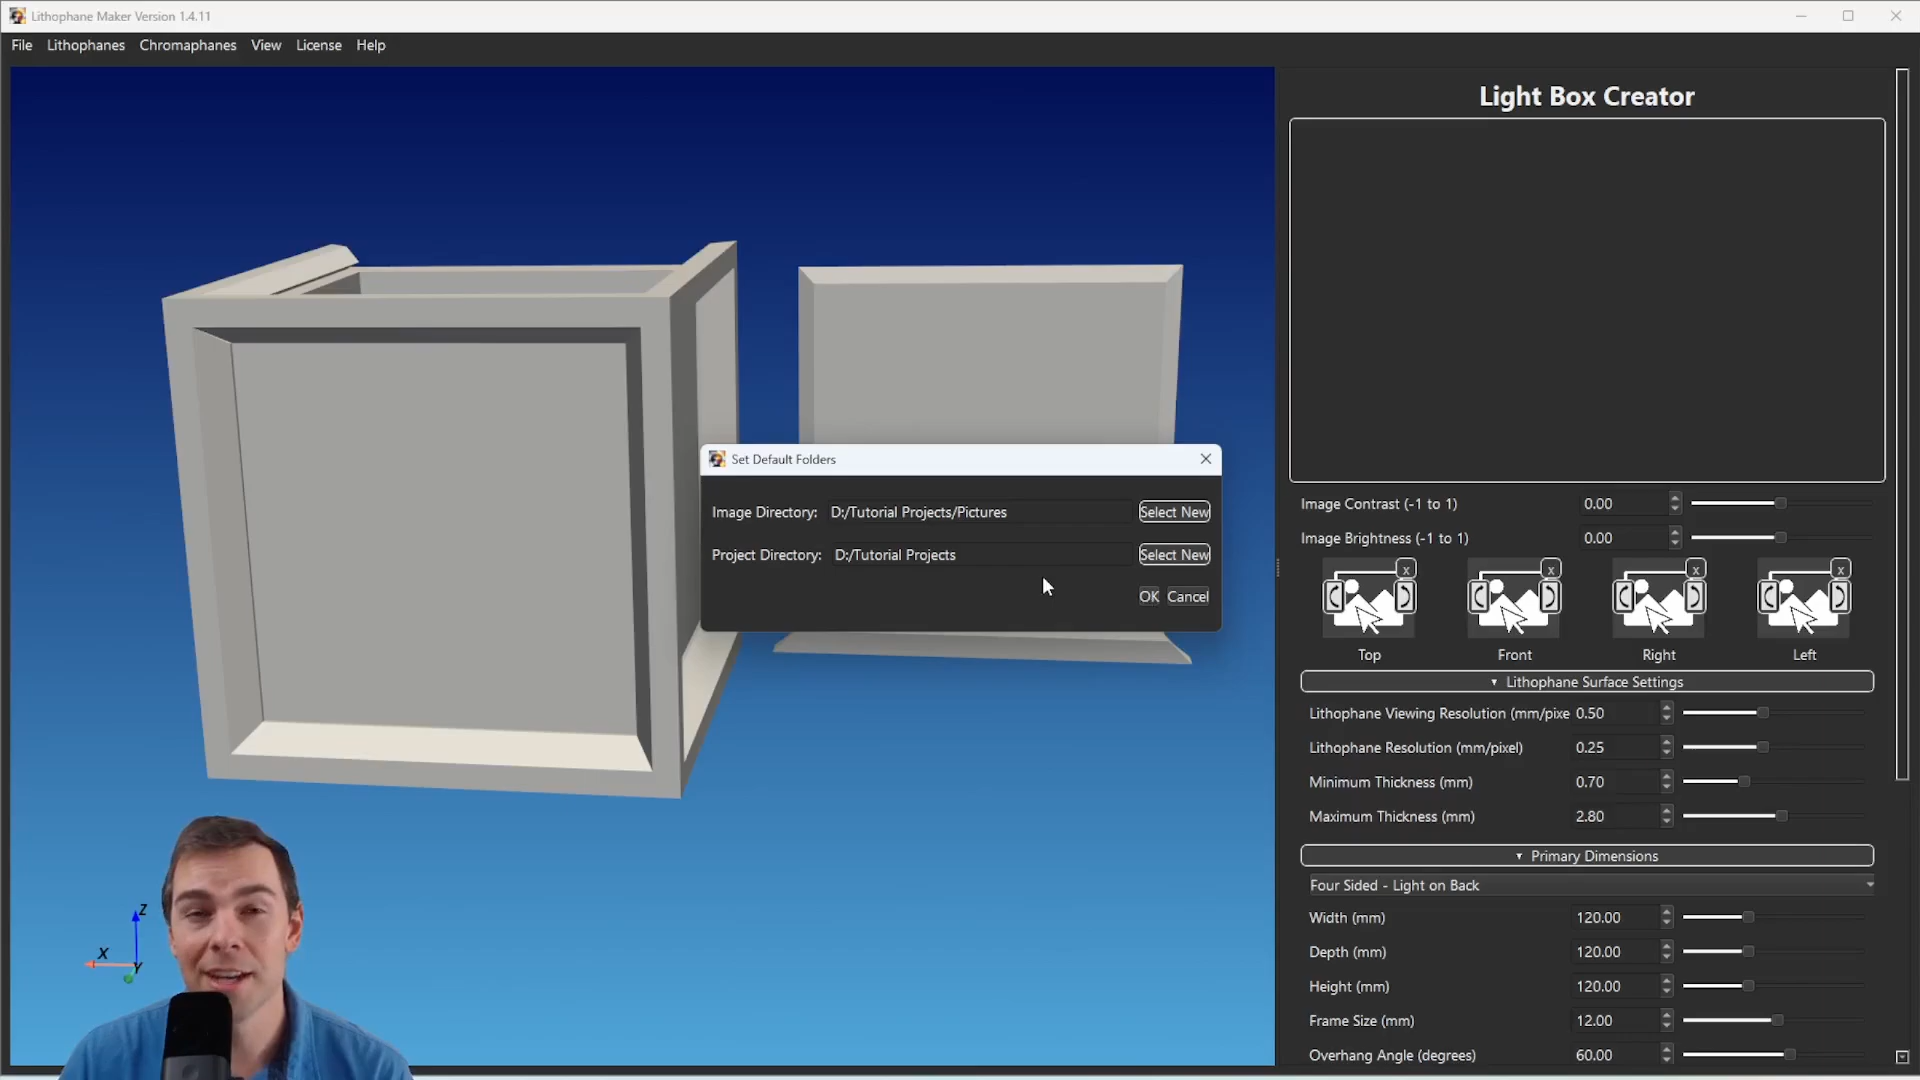 Lithophane Maker Version 1.4.11
File Lithophanes Chromaphanes View License Help
Light Box Creator
Set Default Folders
Image Directory: D:/Tutorial Projects/Pictures Select New
Project Directory: D:/Tutorial Projects Select New
OK Cancel
Image Contrast (-1 to 1) 0.00
Image Brightness (-1 to 1) 0.00
x x x x
Top Front Right Left
Lithophane Surface Settings
Lithophane Viewing Resolution (mm/pixe 0.50
Lithophane Resolution (mm/pixel) 0.25
Minimum Thickness (mm) 0.70
Maximum Thickness (mm) 2.80
Primary Dimensions
Four Sided - Light on Back
Width (mm) 120.00
Depth (mm) 120.00
Height (mm) 120.00
Frame Size (mm) 12.00
Overhang Angle (degrees) 60.00
Z
X
Y